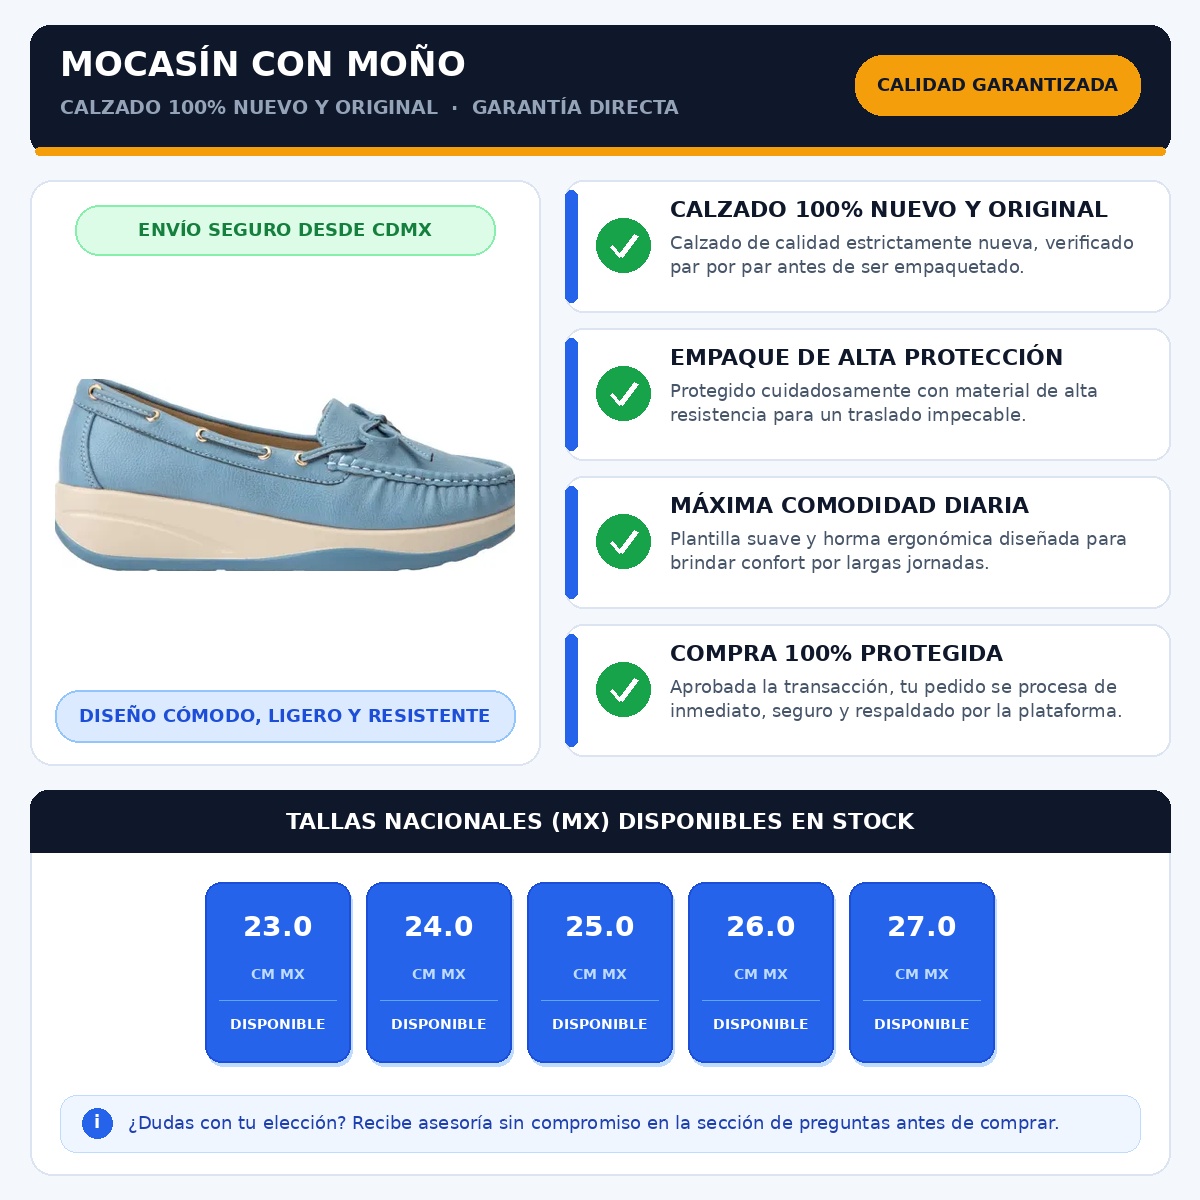 MOCASÍN CON MOÑO
CALZADO 100% NUEVO Y ORIGINAL · GARANTÍA DIRECTA
CALIDAD GARANTIZADA
ENVÍO SEGURO DESDE CDMX
DISEÑO CÓMODO, LIGERO Y RESISTENTE
CALZADO 100% NUEVO Y ORIGINAL
Calzado de calidad estrictamente nueva, verificado
par por par antes de ser empaquetado.
EMPAQUE DE ALTA PROTECCIÓN
Protegido cuidadosamente con material de alta
resistencia para un traslado impecable.
MÁXIMA COMODIDAD DIARIA
Plantilla suave y horma ergonómica diseñada para
brindar confort por largas jornadas.
COMPRA 100% PROTEGIDA
Aprobada la transacción, tu pedido se procesa de
inmediato, seguro y respaldado por la plataforma.
TALLAS NACIONALES (MX) DISPONIBLES EN STOCK
23.0
CM MX
DISPONIBLE
24.0
CM MX
DISPONIBLE
25.0
CM MX
DISPONIBLE
26.0
CM MX
DISPONIBLE
27.0
CM MX
DISPONIBLE
i
¿Dudas con tu elección? Recibe asesoría sin compromiso en la sección de preguntas antes de comprar.